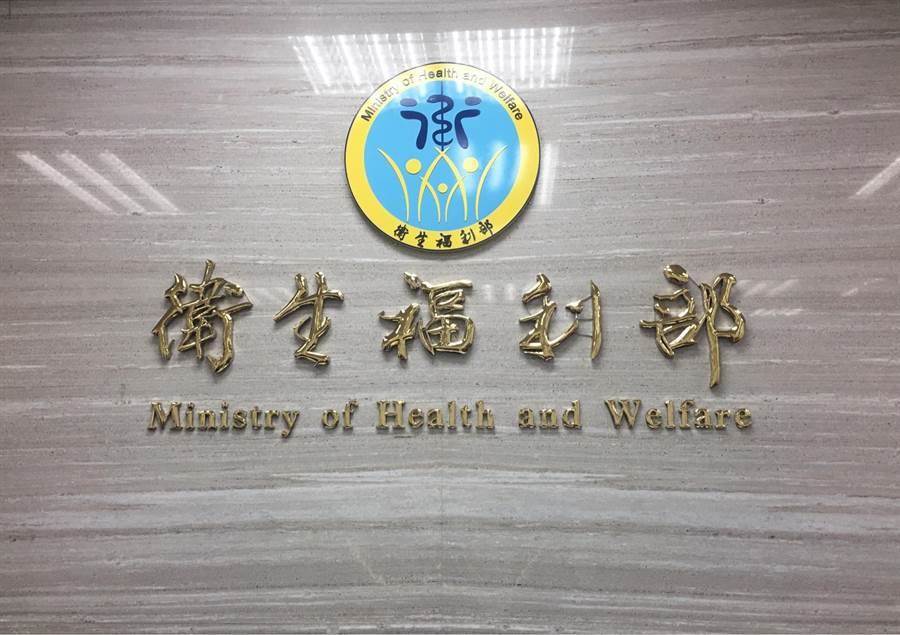 Ministry of Health and Welfare
衛生福利部
衛生福利部
Ministry of Health and Welfare